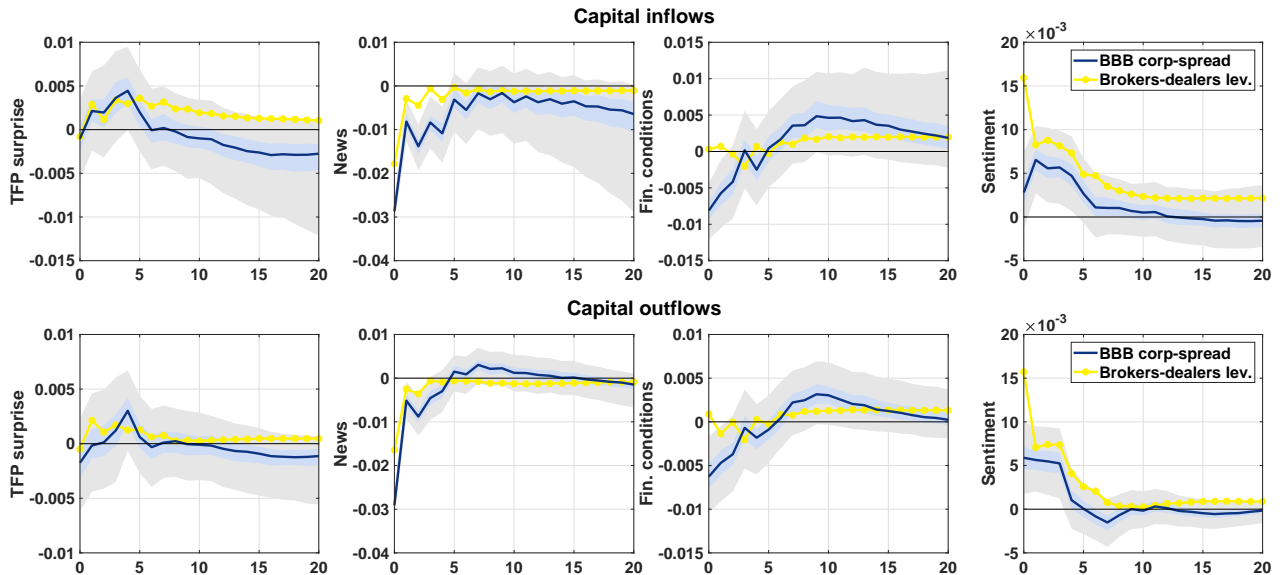 Capital inflows
TFP surprise
0.01
0.005
0
-0.005
-0.01
-0.015
0 5 10 15 20
News
0.01
0
-0.01
-0.02
-0.03
-0.04
0 5 10 15 20
Fin. conditions
0.015
0.01
0.005
0
-0.005
-0.01
-0.015
0 5 10 15 20
Sentiment
×10-3
20
15
10
5
0
-5
0 5 10 15 20
BBB corp-spread
Brokers-dealers lev.
Capital outflows
TFP surprise
0.01
0.005
0
-0.005
-0.01
0 5 10 15 20
News
0.01
0
-0.01
-0.02
-0.03
-0.04
0 5 10 15 20
Fin. conditions
0.015
0.01
0.005
0
-0.005
-0.01
-0.015
0 5 10 15 20
Sentiment
×10-3
20
15
10
5
0
-5
0 5 10 15 20
BBB corp-spread
Brokers-dealers lev.